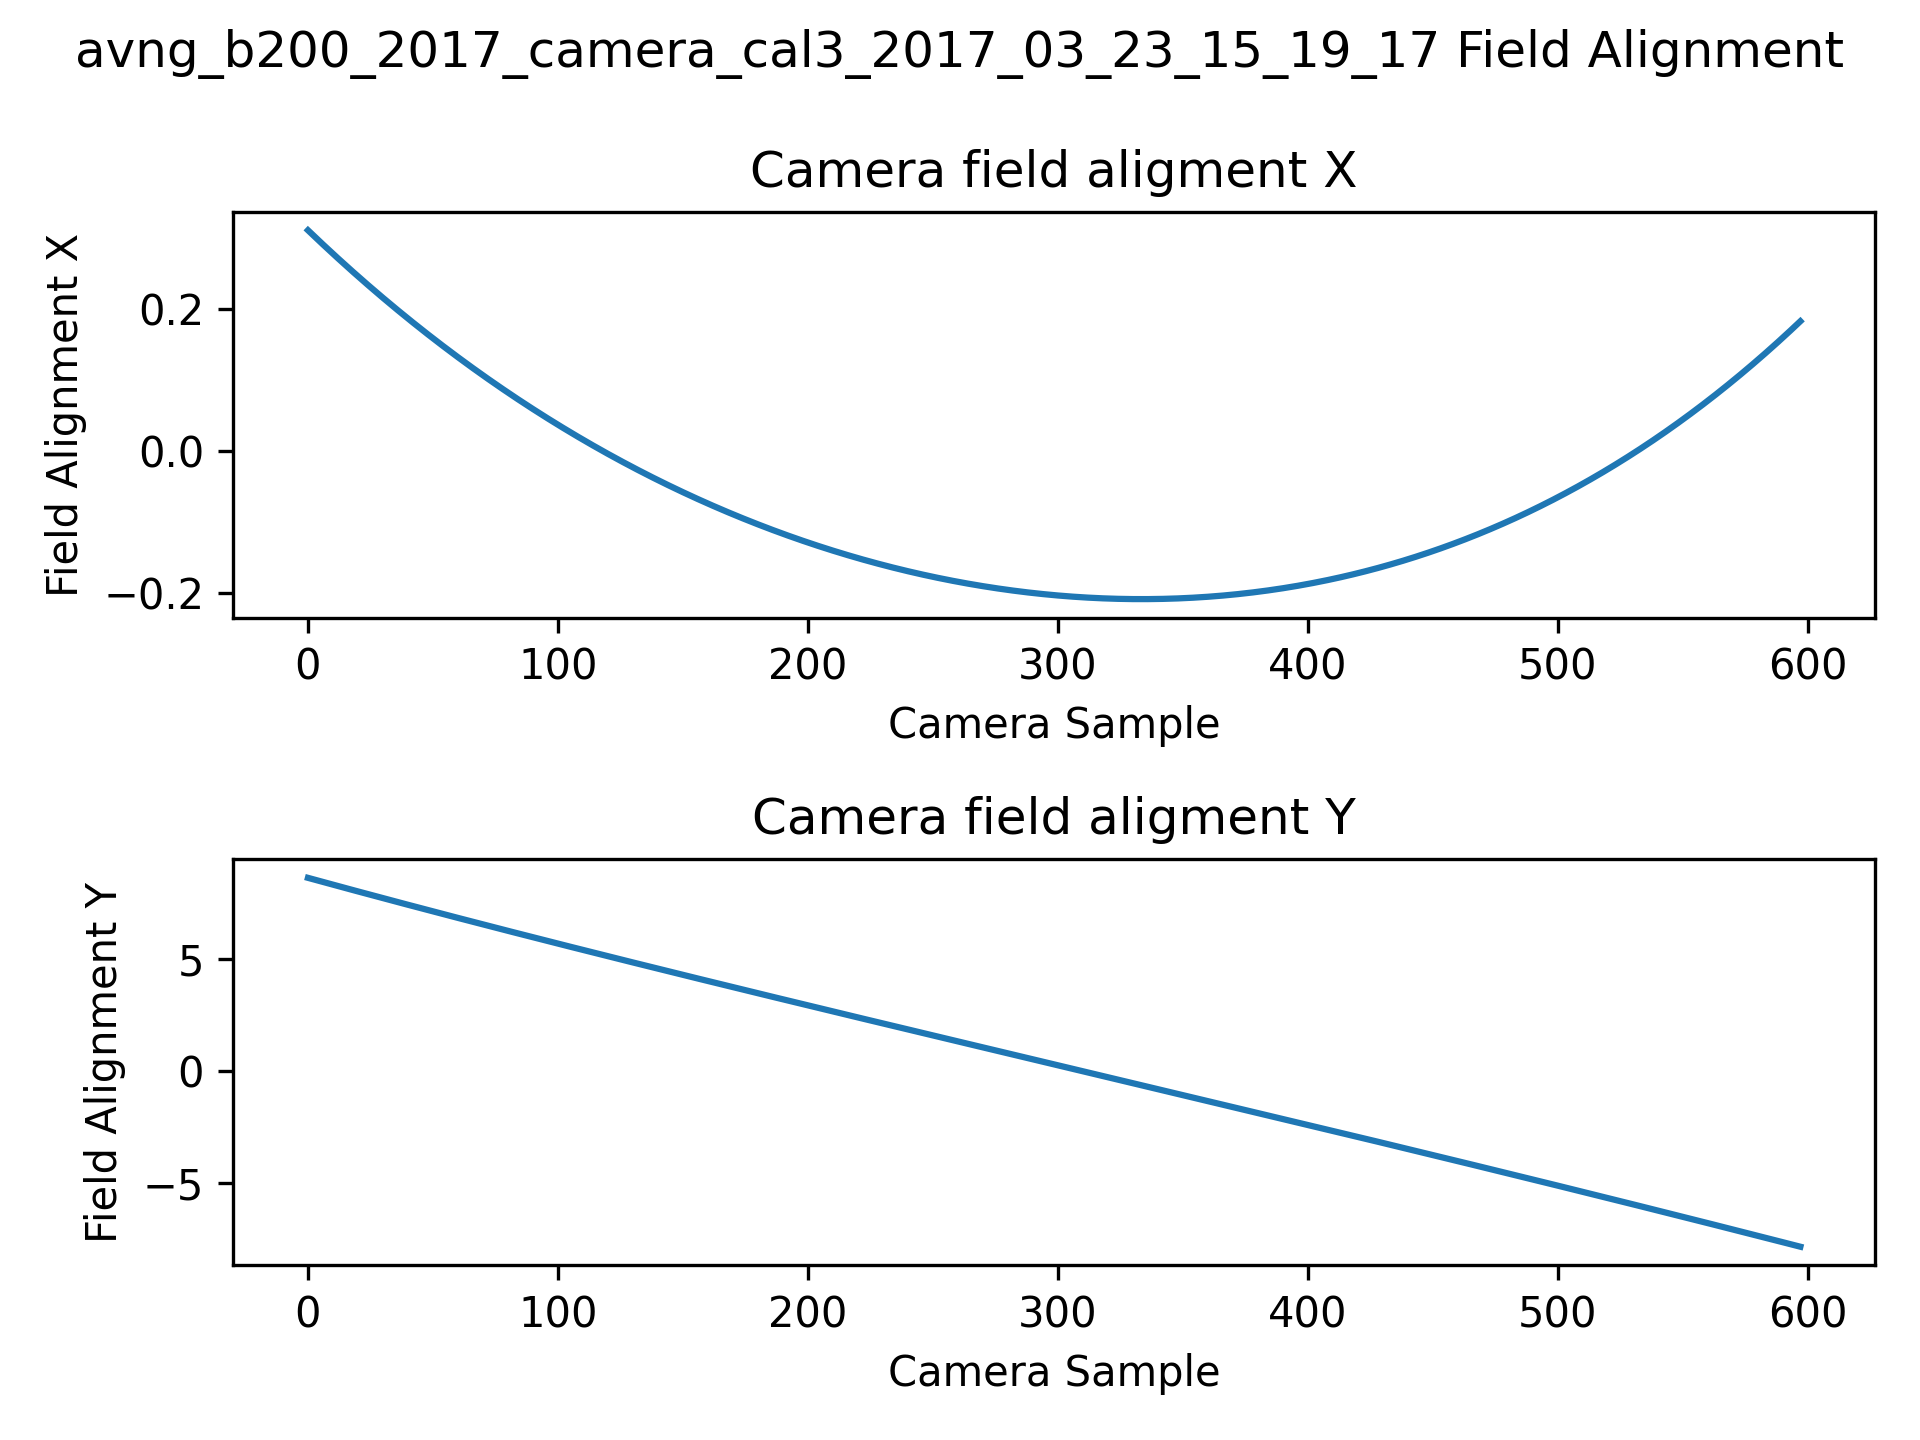 avng_b200_2017_camera_cal3_2017_03_23_15_19_17 Field Alignment
Camera field aligment X
Field Alignment X
0.2
0.0
−0.2
0 100 200 300 400 500 600
Camera Sample
Camera field aligment Y
Field Alignment Y
5
0
−5
0 100 200 300 400 500 600
Camera Sample